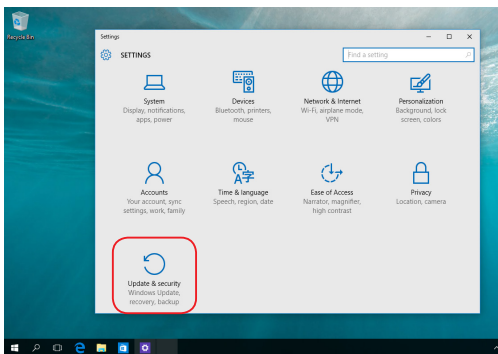 Recycle Bin
Settings
SETTINGS
Find a setting
System
Display, notifications,
apps, power
Devices
Bluetooth, printers,
mouse
Network & Internet
Wi-Fi, airplane mode,
VPN
Personalization
Background, lock
screen, colors
Accounts
Your account, sync
settings, work, family
Time & language
Speech, region, date
Ease of Access
Narrator, magnifier,
high contrast
Privacy
Location, camera
Update & security
Windows Update,
recovery, backup